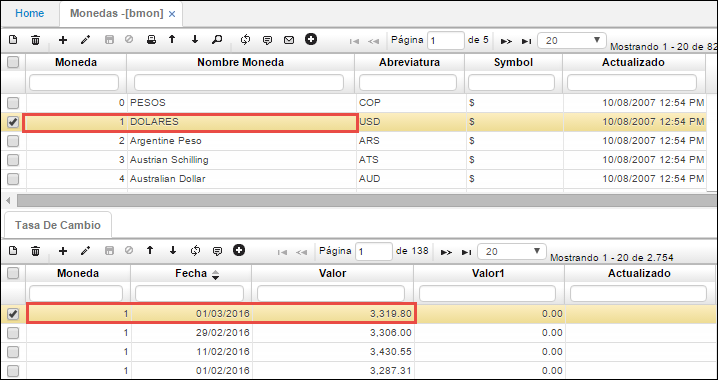 Home Monedas -[bmon] ×
Página 1 de 5 20 Mostrando 1 - 20 de 82
Moneda Nombre Moneda Abreviatura Symbol Actualizado
0 PESOS COP $ 10/08/2007 12:54 PM
1 DOLARES USD $ 10/08/2007 12:54 PM
2 Argentine Peso ARS $ 10/08/2007 12:54 PM
3 Austrian Schilling ATS $ 10/08/2007 12:54 PM
4 Australian Dollar AUD $ 10/08/2007 12:54 PM
Tasa De Cambio
Página 1 de 138 20 Mostrando 1 - 20 de 2.754
Moneda Fecha Valor Valor1 Actualizado
1 01/03/2016 3,319.80 0.00
1 29/02/2016 3,306.00 0.00
1 11/02/2016 3,430.55 0.00
1 01/02/2016 3,287.31 0.00